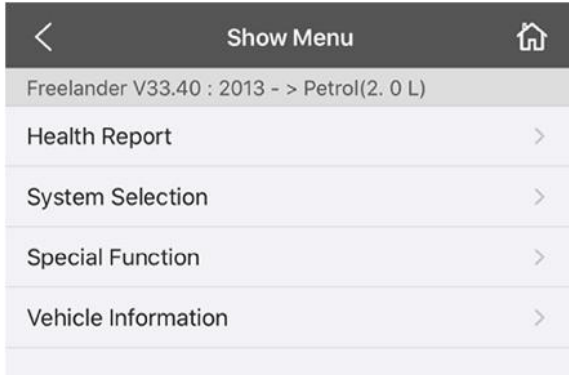 Show Menu
Freelander V33.40 : 2013 - > Petrol(2. 0 L)
Health Report
System Selection
Special Function
Vehicle Information